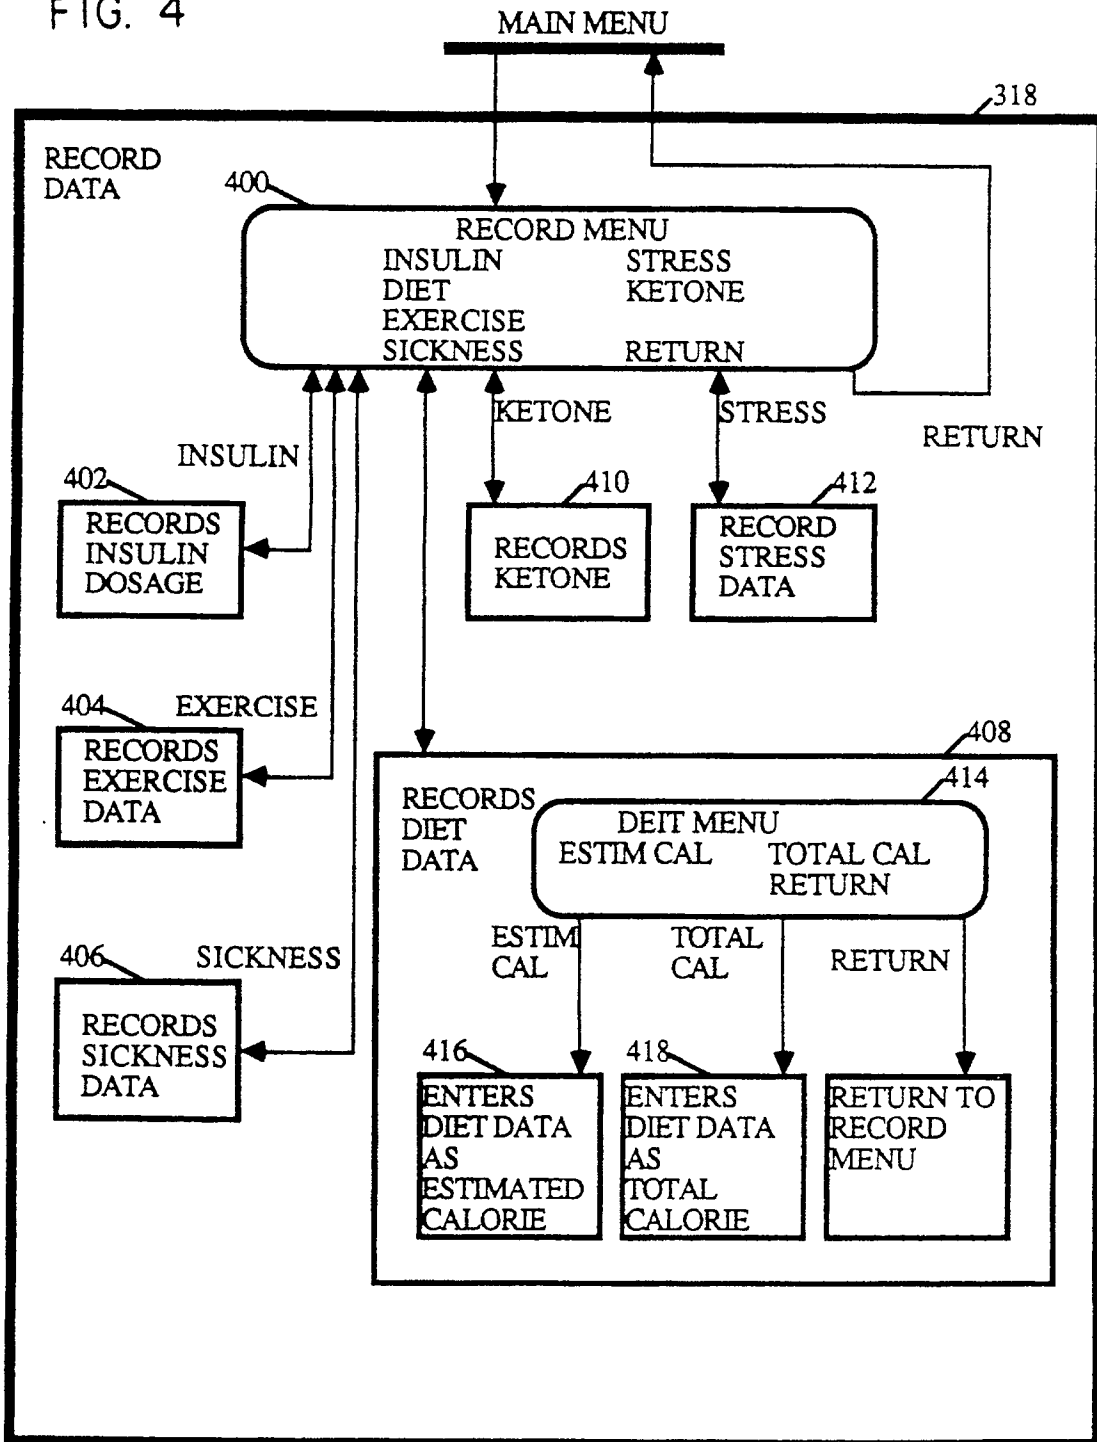 FIG. 4
MAIN MENU
318
RECORD
DATA
400
RECORD MENU
INSULIN STRESS
DIET KETONE
EXERCISE
SICKNESS RETURN
KETONE
STRESS
RETURN
INSULIN
402
RECORDS
INSULIN
DOSAGE
410
RECORDS
KETONE
412
RECORD
STRESS
DATA
404
EXERCISE
RECORDS
EXERCISE
DATA
408
RECORDS
DIET
DATA
414
DEIT MENU
ESTIM CAL TOTAL CAL
RETURN
ESTIM
CAL
TOTAL
CAL
RETURN
406
SICKNESS
RECORDS
SICKNESS
DATA
416
ENTERS
DIET DATA
AS
ESTIMATED
CALORIE
418
ENTERS
DIET DATA
AS
TOTAL
CALORIE
RETURN TO
RECORD
MENU